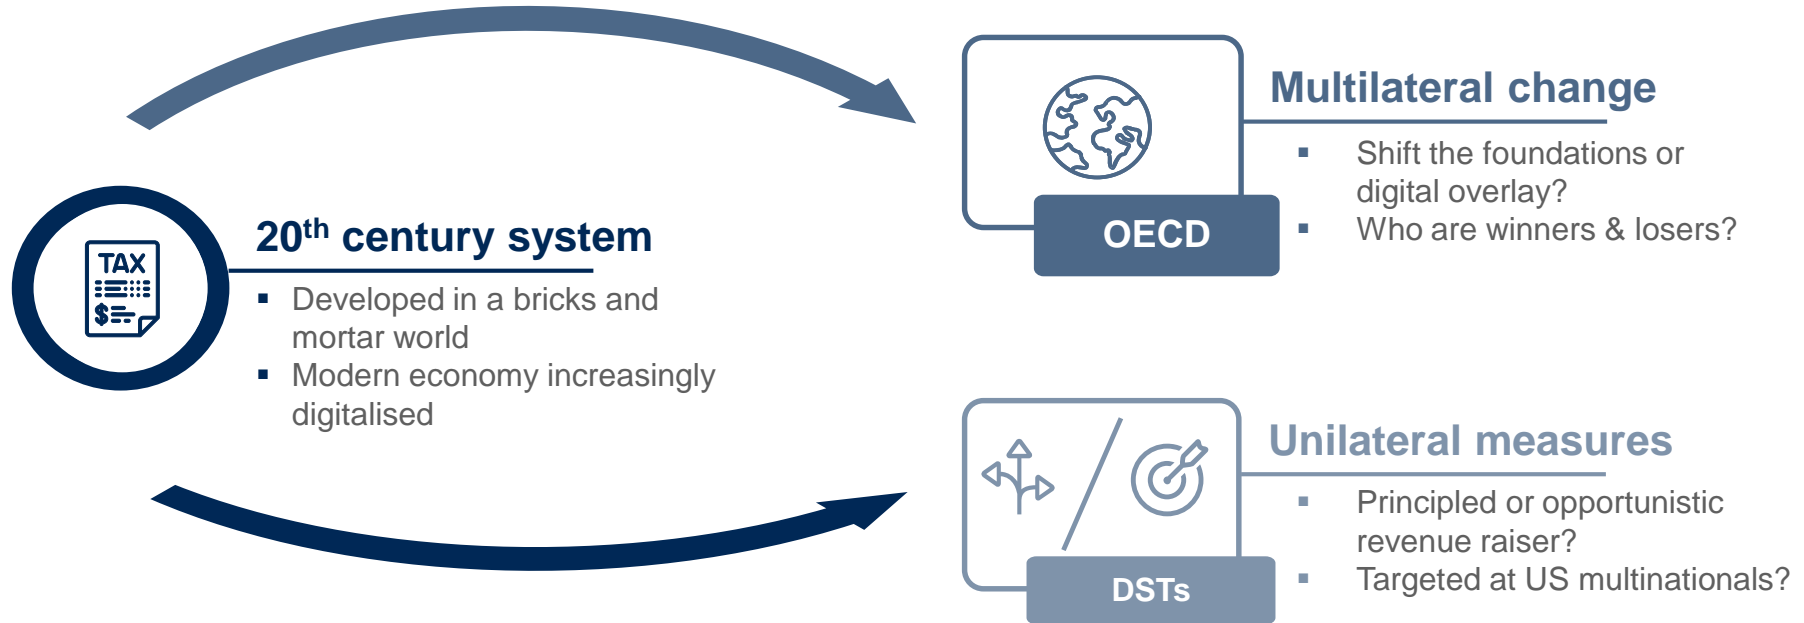 TAX
$
20th century system
▪ Developed in a bricks and
mortar world
▪ Modern economy increasingly
digitalised
OECD
Multilateral change
▪ Shift the foundations or
digital overlay?
▪ Who are winners & losers?
DSTs
Unilateral measures
▪ Principled or opportunistic
revenue raiser?
▪ Targeted at US multinationals?